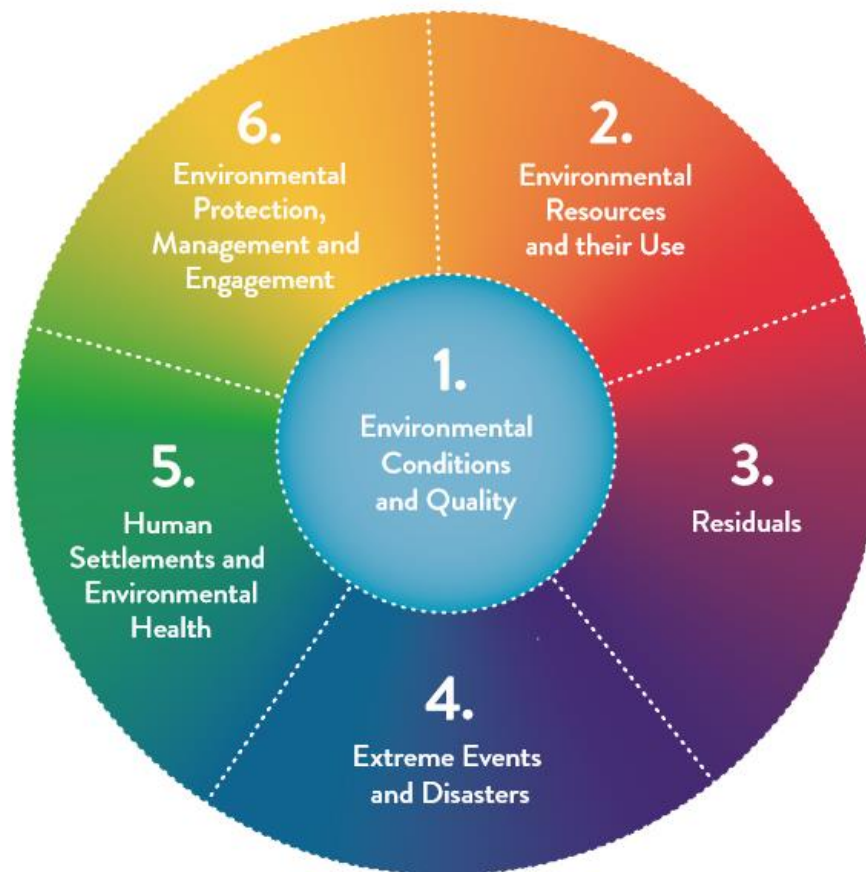 1.
Environmental
Conditions
and Quality
2.
Environmental
Resources
and their Use
3.
Residuals
4.
Extreme Events
and Disasters
5.
Human
Settlements and
Environmental
Health
6.
Environmental
Protection,
Management and
Engagement